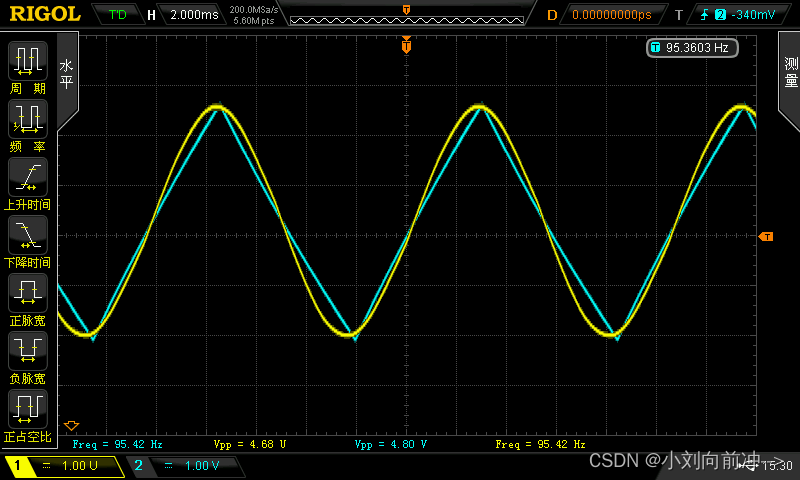 RIGOL T'D H 2.000ms 200.0MSa/s 5.60M pts D 0.00000000ps T 2 -340mV
T 95.3603 Hz
水平
测量
周 期
频 率
上升时间
下降时间
正脉宽
负脉宽
正占空比
Freq = 95.42 Hz Vpp = 4.68 U Vpp = 4.80 V Freq = 95.42 Hz
1 1.00 U 2 1.00 V 15:30
CSDN @小刘向前冲-->